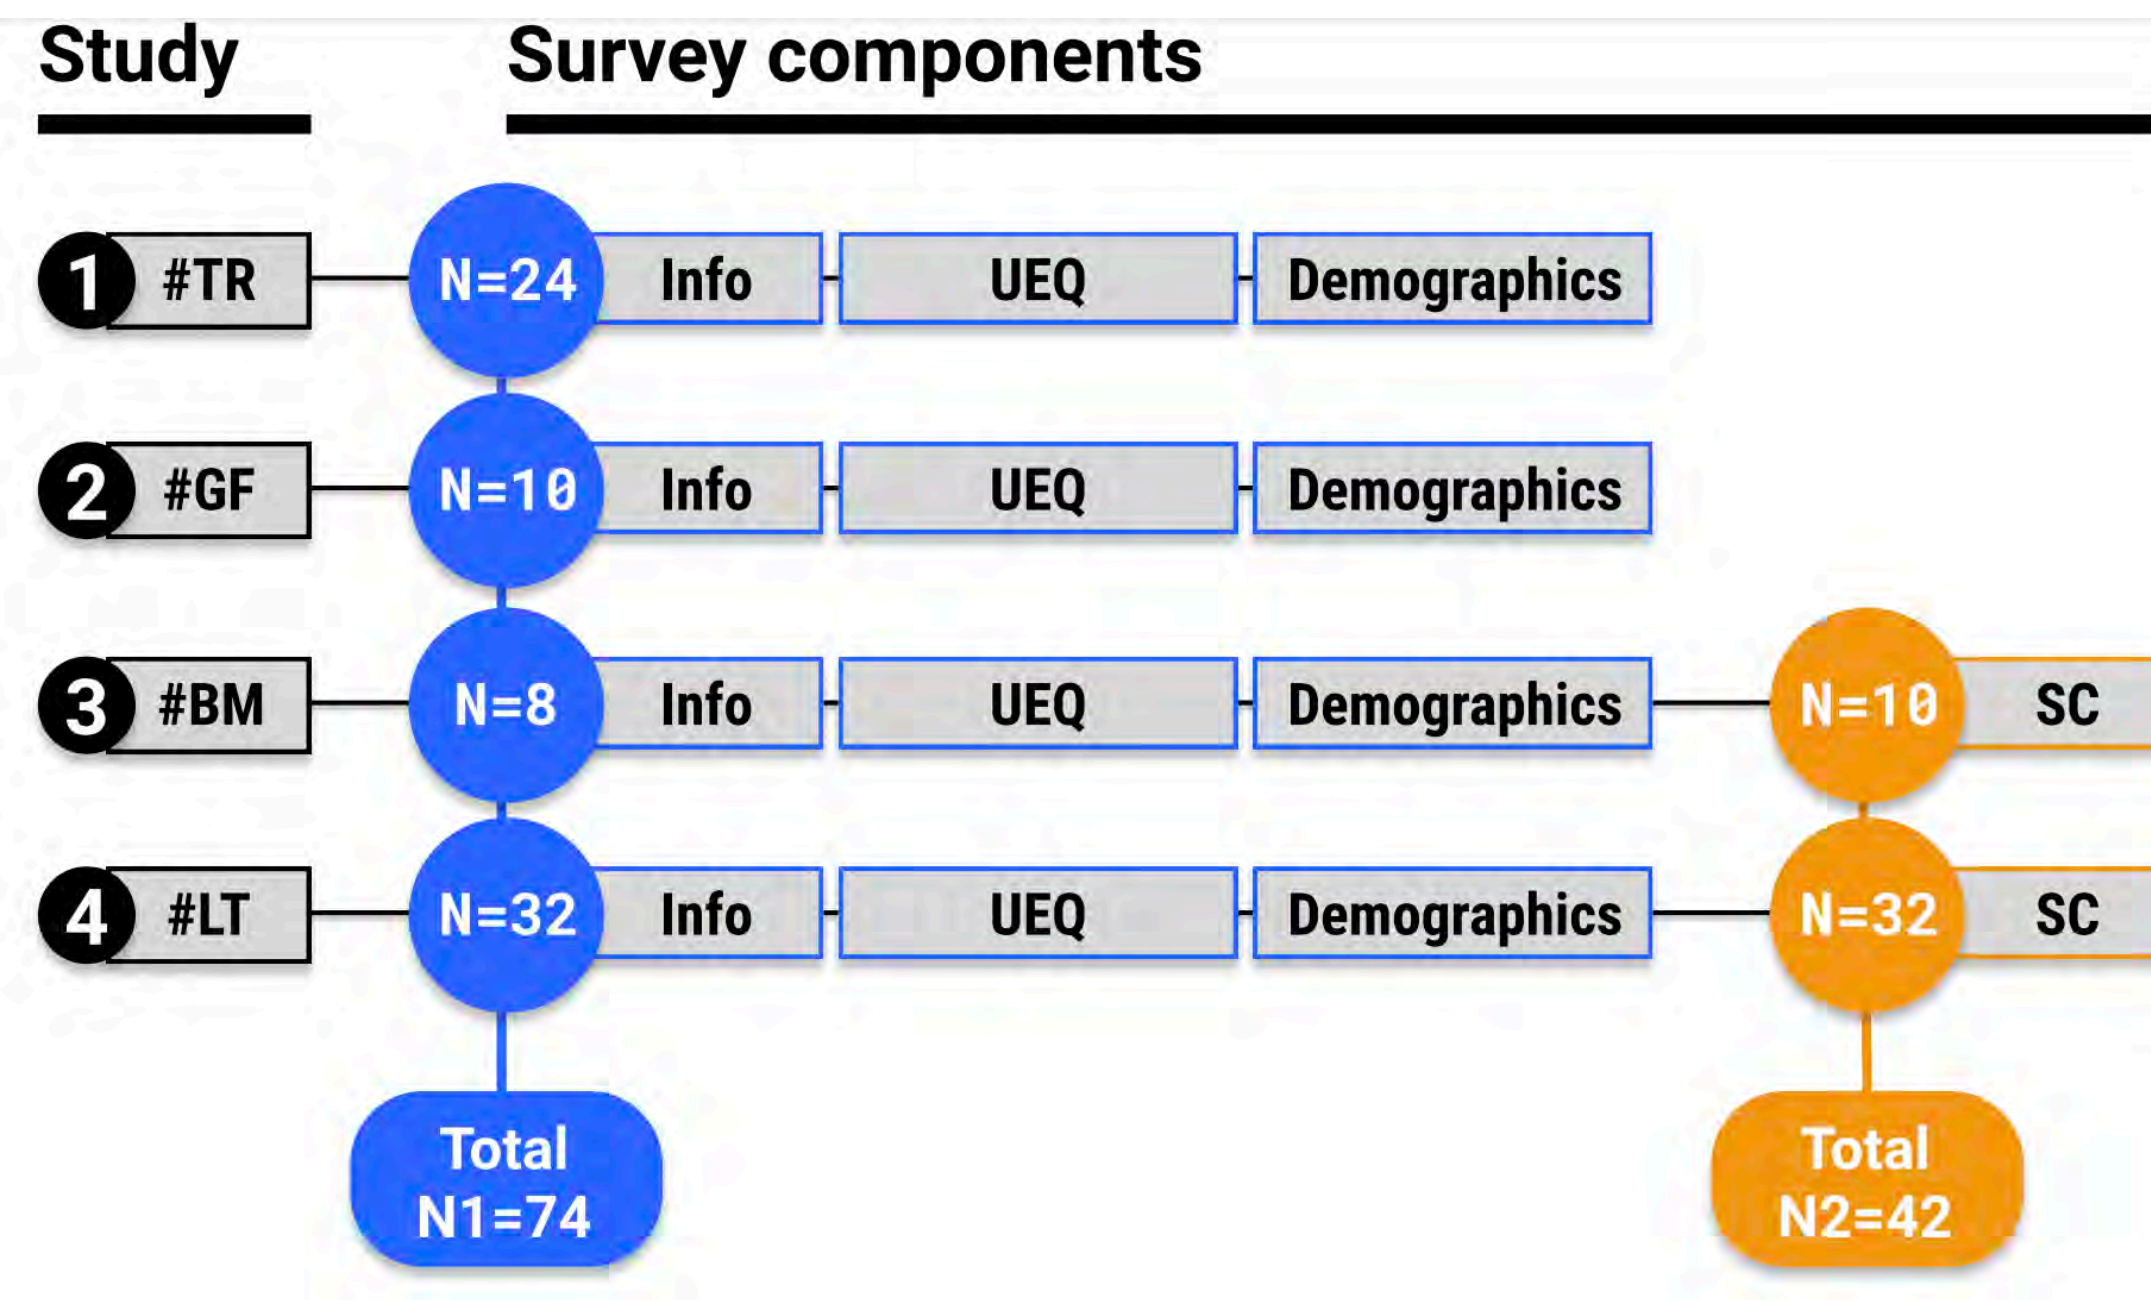 Study Survey components
1 #TR N=24 Info UEQ Demographics
2 #GF N=10 Info UEQ Demographics
3 #BM N=8 Info UEQ Demographics N=10 SC
4 #LT N=32 Info UEQ Demographics N=32 SC
Total Total
N1=74 N2=42